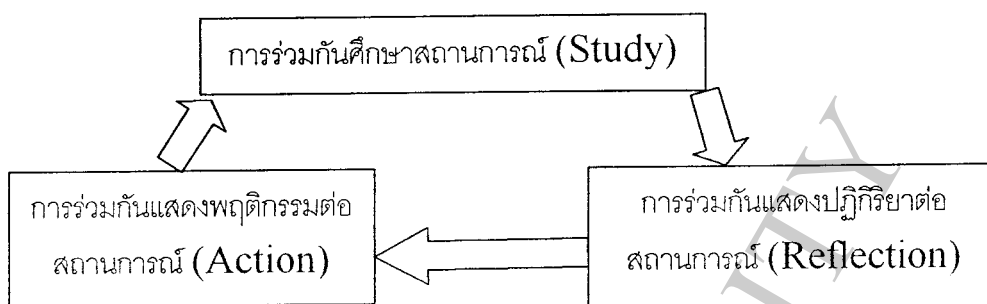 การร่วมกันศึกษาสถานการณ์ (Study)
การร่วมกันแสดงพฤติกรรมต่อ
สถานการณ์ (Action)
การร่วมกันแสดงปฏิกิริยาต่อ
สถานการณ์ (Reflection)
ITY